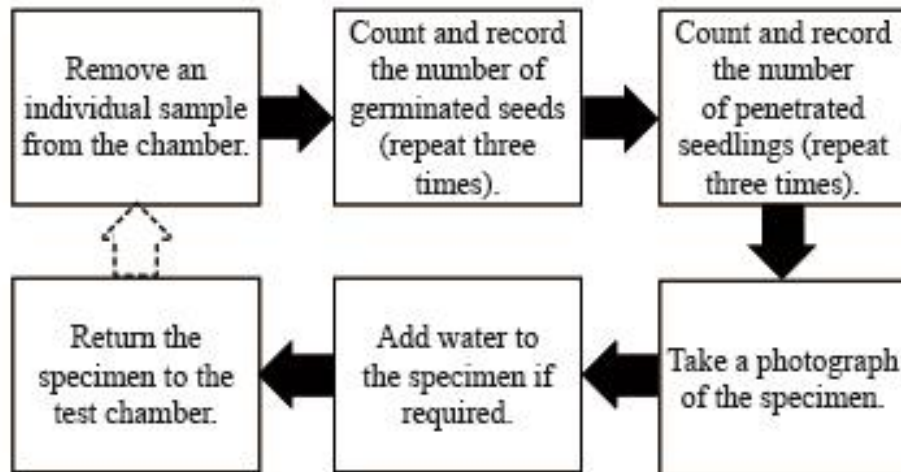 Remove an
individual sample
from the chamber.
Count and record
the number of
germinated seeds
(repeat three
times).
Count and record
the number
of penetrated
seedlings (repeat
three times).
Take a photograph
of the specimen.
Add water to
the specimen if
required.
Return the
specimen to the
test chamber.